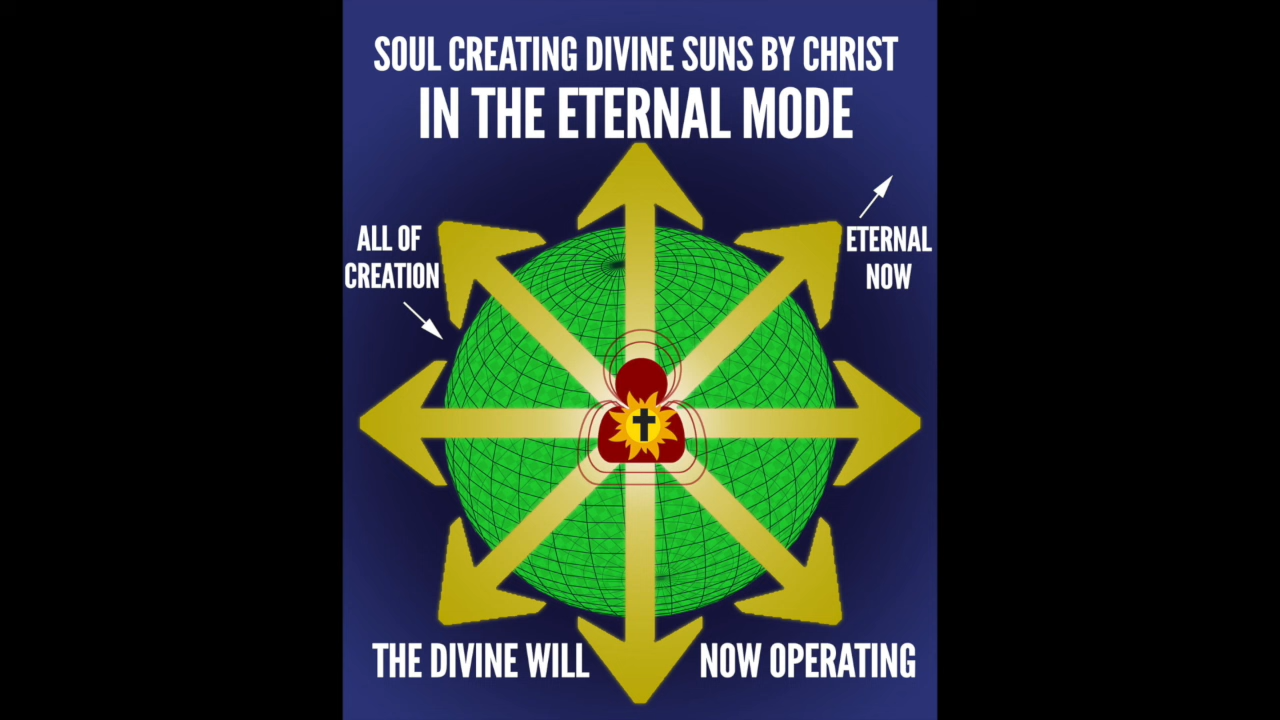 SOUL CREATING DIVINE SUNS BY CHRIST
IN THE ETERNAL MODE
ALL OF
CREATION
ETERNAL
NOW
THE DIVINE WILL
NOW OPERATING